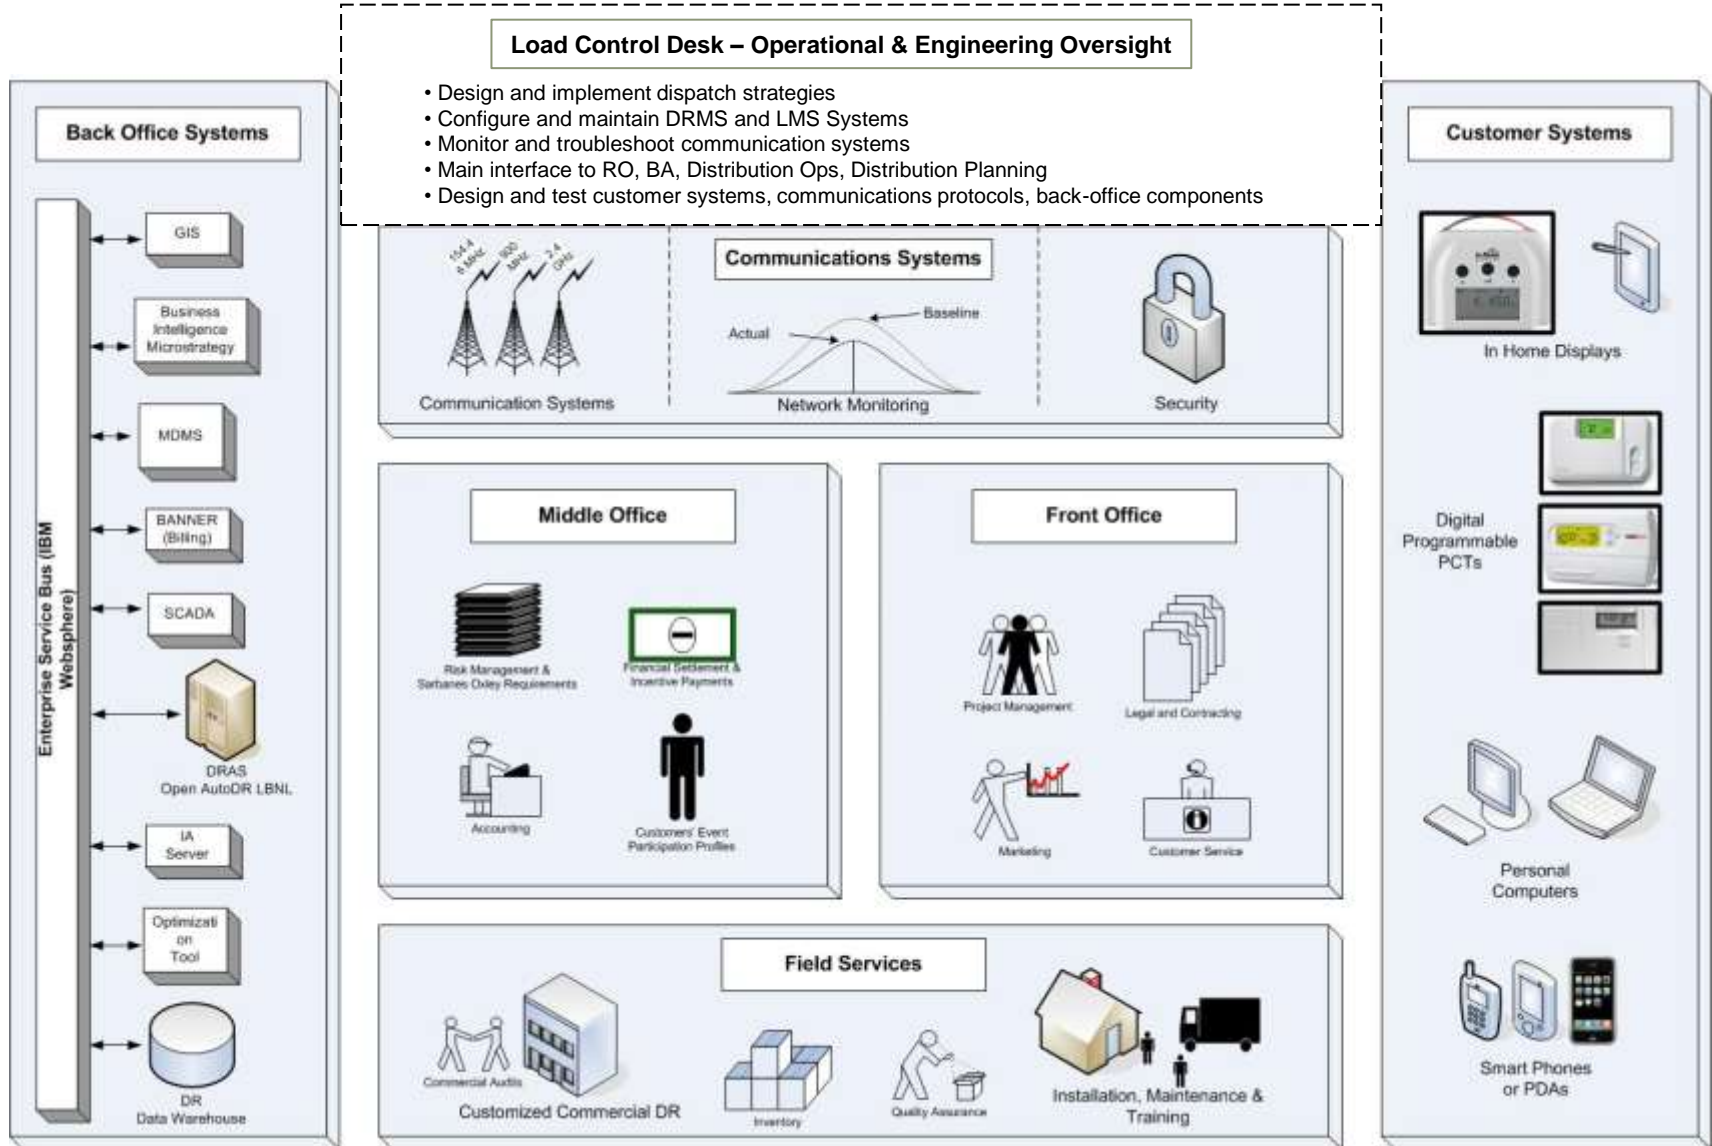 Load Control Desk – Operational & Engineering Oversight
• Design and implement dispatch strategies
• Configure and maintain DRMS and LMS Systems
• Monitor and troubleshoot communication systems
• Main interface to RO, BA, Distribution Ops, Distribution Planning
• Design and test customer systems, communications protocols, back-office components
Back Office Systems
Enterprise Service Bus (IBM
Websphere)
GIS
Business
Intelligence
Microstrategy
MDMS
BANNER
(Billing)
SCADA
DRAS
Open AutoDR LBNL
IA
Server
Optimizati
on
Tool
DR
Data Warehouse
Communications Systems
154.4
6 MHz
900
MHz
2.4
GHz
Communication Systems
Baseline
Actual
Network Monitoring
Security
Middle Office
Risk Management &
Sarbanes Oxley Requirements
Financial Settlement &
Incentive Payments
Accounting
Customers' Event
Participation Profiles
Front Office
Project Management
Legal and Contracting
Marketing
Customer Service
Field Services
Commercial Audits
Customized Commercial DR
Inventory
Quality Assurance
Installation, Maintenance &
Training
Customer Systems
In Home Displays
Digital
Programmable
PCTs
Personal
Computers
Smart Phones
or PDAs